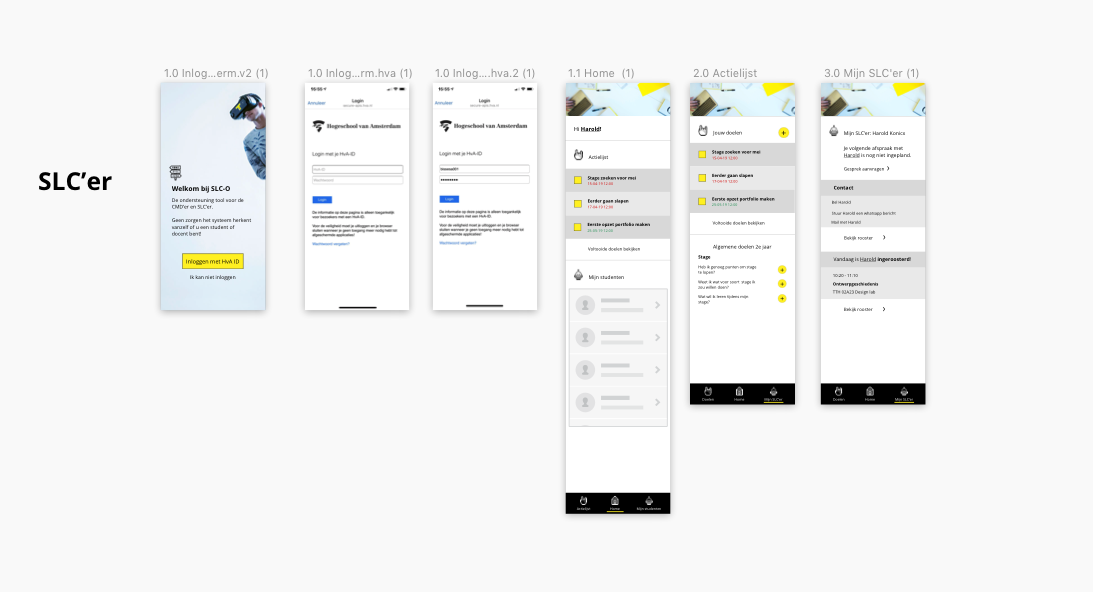 1.0 Inlog...erm.v2 (1)
1.0 Inlog...rm.hva (1)
1.0 Inlog....hva.2 (1)
1.1 Home (1)
2.0 Actielijst
3.0 Mijn SLC'er (1)
SLC'er
Welkom bij SLC-O
De ondersteuning tool voor de
CMD'er en SLC'er.
Geen zorgen het systeem herkent
vanzelf of u een student of
docent bent!
Inloggen met HvA ID
Ik kan niet inloggen
Annuleer
Login
Hogeschool van Amsterdam
Login met je HvA-ID
HvA-ID
Wachtwoord
Login
De informatie op deze pagina is alleen toegankelijk
voor bezoekers met een HvA-ID.
Voor de veiligheid moet je uitloggen en je browser
sluiten wanneer je geen toegang meer nodig hebt tot
afgeschermde applicaties!
Wachtwoord vergeten?
Annuleer
Login
Hogeschool van Amsterdam
Login met je HvA-ID
Login
De informatie op deze pagina is alleen toegankelijk
voor bezoekers met een HvA-ID.
Voor de veiligheid moet je uitloggen en je browser
sluiten wanneer je geen toegang meer nodig hebt tot
afgeschermde applicaties!
Wachtwoord vergeten?
Hi Harold!
Actielijst
Stage zoeken voor mei
15-04-19 12:00
Eerder gaan slapen
17-04-19 12:00
Eerste opzet portfolio maken
12:00
Voltooide doelen bekijken
Mijn studenten
Actielijst
Home
Mijn studenten
Jouw doelen
+
Stage zoeken voor mei
15-04-19 12:00
Eerder gaan slapen
17-04-19 12:00
Eerste opzet portfolio maken
12:00
Voltooide doelen bekijken
Algemene doelen 2e jaar
Stage
Heb ik genoeg punten om stage
te lopen?
+
Weet ik wat voor soort stage ik
zou willen doen?
+
Wat wil ik leren tijdens mijn
stage?
+
Doelen
Home
Mijn SLC'er
Mijn SLC'er: Harold Konicx
Je volgende afspraak met
Harold is nog niet ingepland.
Gesprek aanvragen
Contact
Bel Harold
Stuur Harold een whatsapp bericht
Mail met Harold
Bekijk rooster
Vandaag is Harold ingeroosterd!
10:20 - 11:10
Ontwerpgeschiedenis
TTH 02A23 Design lab
Bekijk rooster
Doelen
Home
Mijn SLC'er